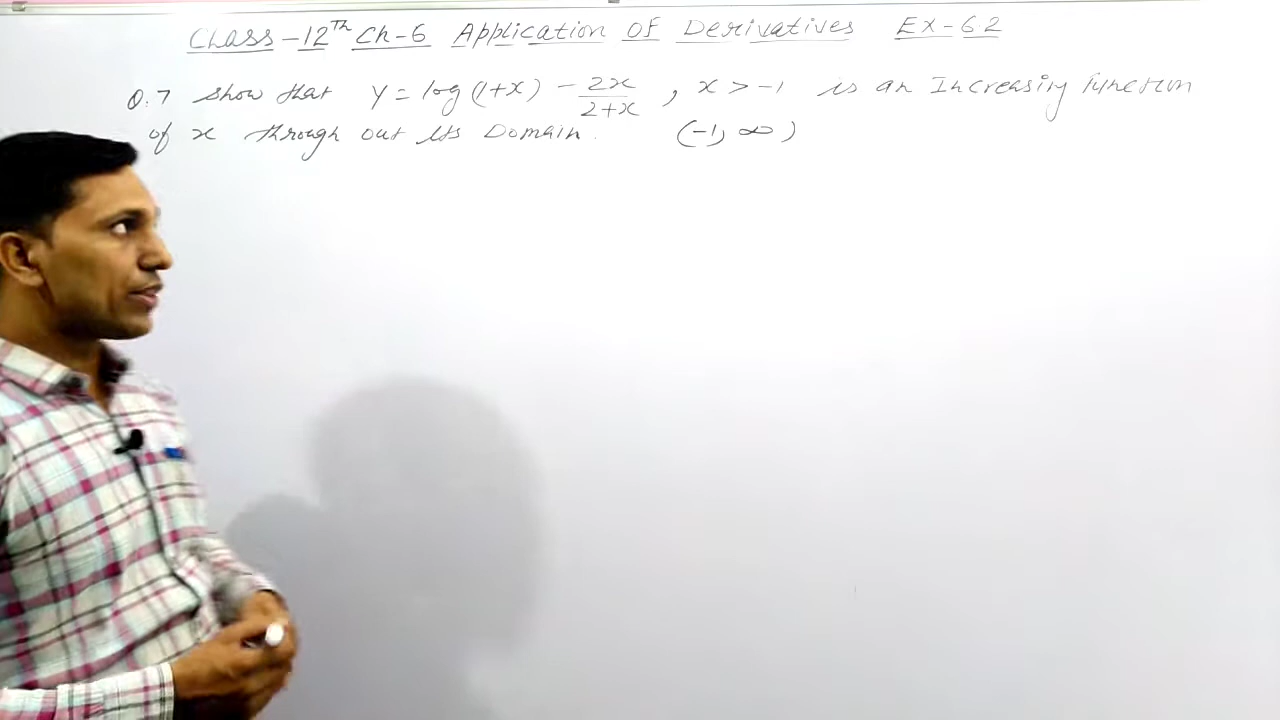 Class-12th Ch-6 Application of Derivatives Ex-6.2
Q.7 Show that y = log (1+x) - 2x/2+x , x > -1 is an Increasing function
of x through out its Domain. (-1, ∞)